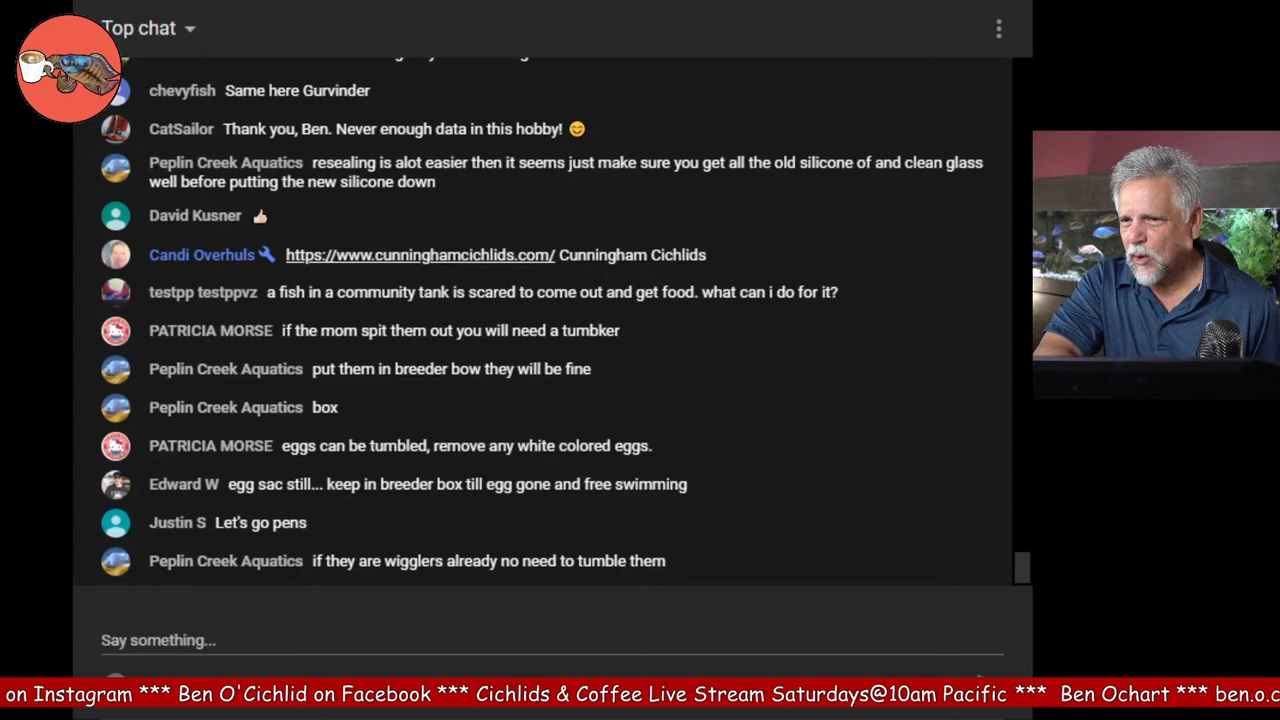 Top chat
chevyfish Same here Gurvinder
CatSailor Thank you, Ben. Never enough data in this hobby! 😊
Peplin Creek Aquatics resealing is alot easier then it seems just make sure you get all the old silicone of and clean glass
well before putting the new silicone down
David Kusner 👍🏻
Candi Overhuls https://www.cunninghamcichlids.com/ Cunningham Cichlids
testpp testppvz a fish in a community tank is scared to come out and get food. what can i do for it?
PATRICIA MORSE if the mom spit them out you will need a tumbker
Peplin Creek Aquatics put them in breeder bow they will be fine
Peplin Creek Aquatics box
PATRICIA MORSE eggs can be tumbled, remove any white colored eggs.
Edward W egg sac still... keep in breeder box till egg gone and free swimming
Justin S Let's go pens
Peplin Creek Aquatics if they are wigglers already no need to tumble them
Say something...
on Instagram *** Ben O'Cichlid on Facebook *** Cichlids & Coffee Live Stream Saturdays@10am Pacific *** Ben Ochart *** ben.o.c